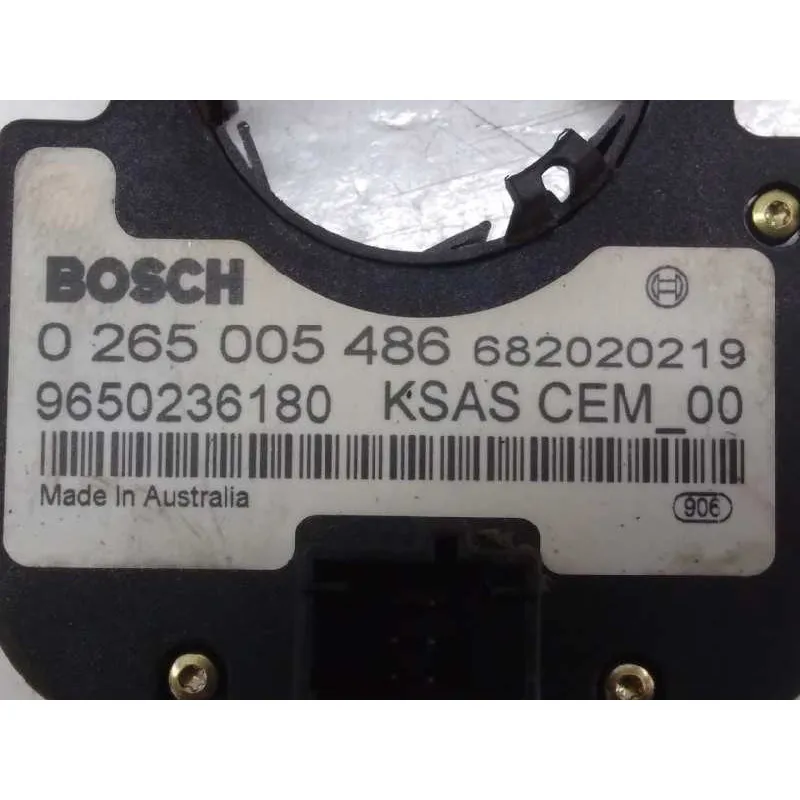 BOSCH
0 265 005 486 682020219
9650236180 KSAS CEM_00
Made In Australia
906